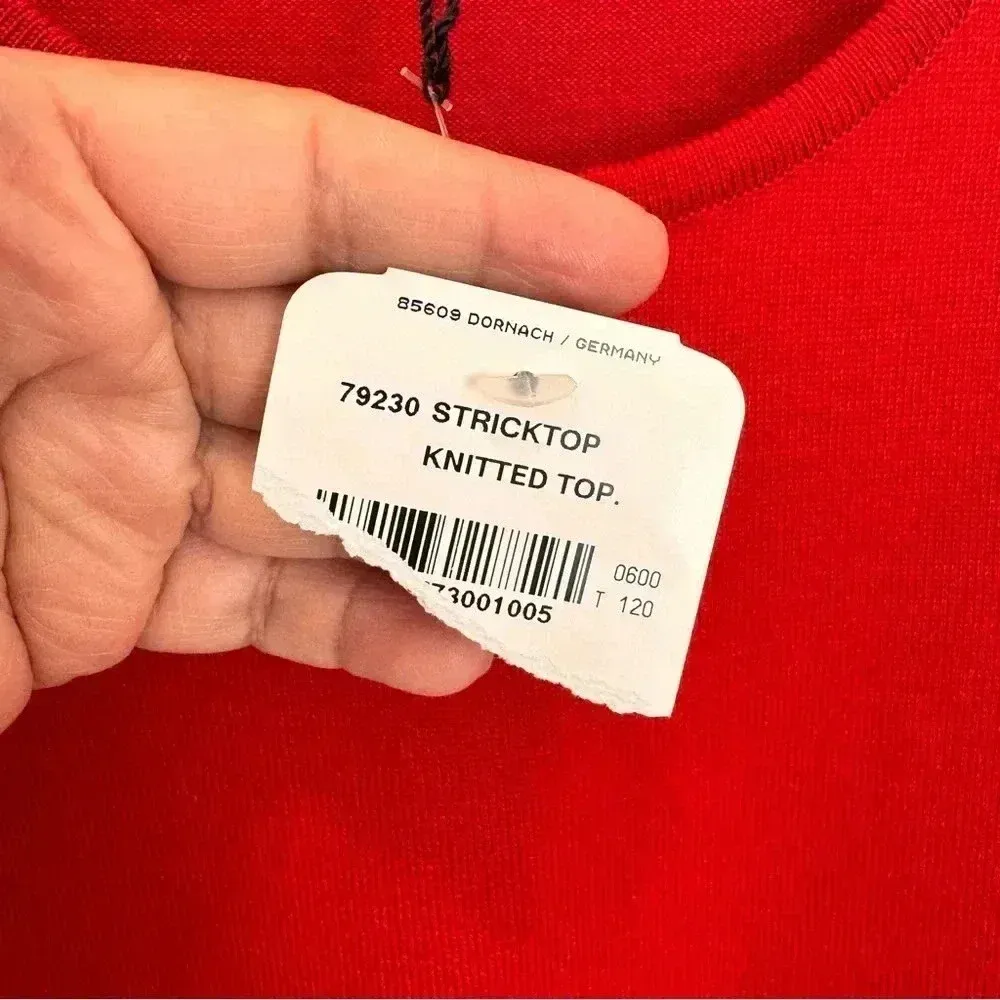 85609 DORNACH / GERMANY
79230 STRICKTOP
KNITTED TOP.
0600
73001005 T 120